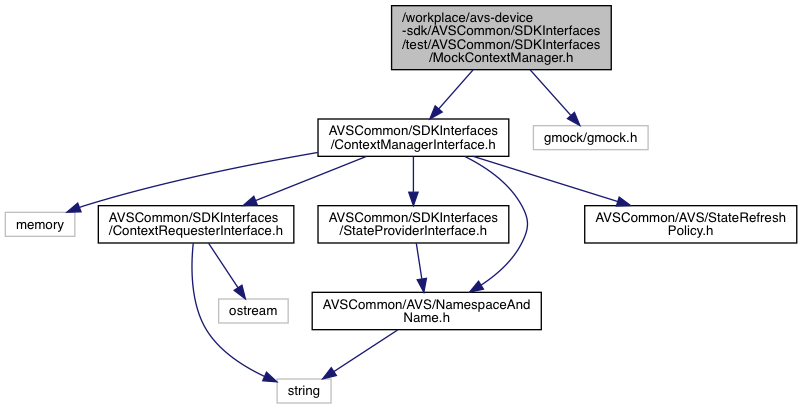 /workplace/avs-device
-sdk/AVSCommon/SDKInterfaces
/test/AVSCommon/SDKInterfaces
/MockContextManager.h
AVSCommon/SDKInterfaces
/ContextManagerInterface.h
gmock/gmock.h
memory
AVSCommon/SDKInterfaces
/ContextRequesterInterface.h
AVSCommon/SDKInterfaces
/StateProviderInterface.h
AVSCommon/AVS/StateRefresh
Policy.h
ostream
AVSCommon/AVS/NamespaceAnd
Name.h
string